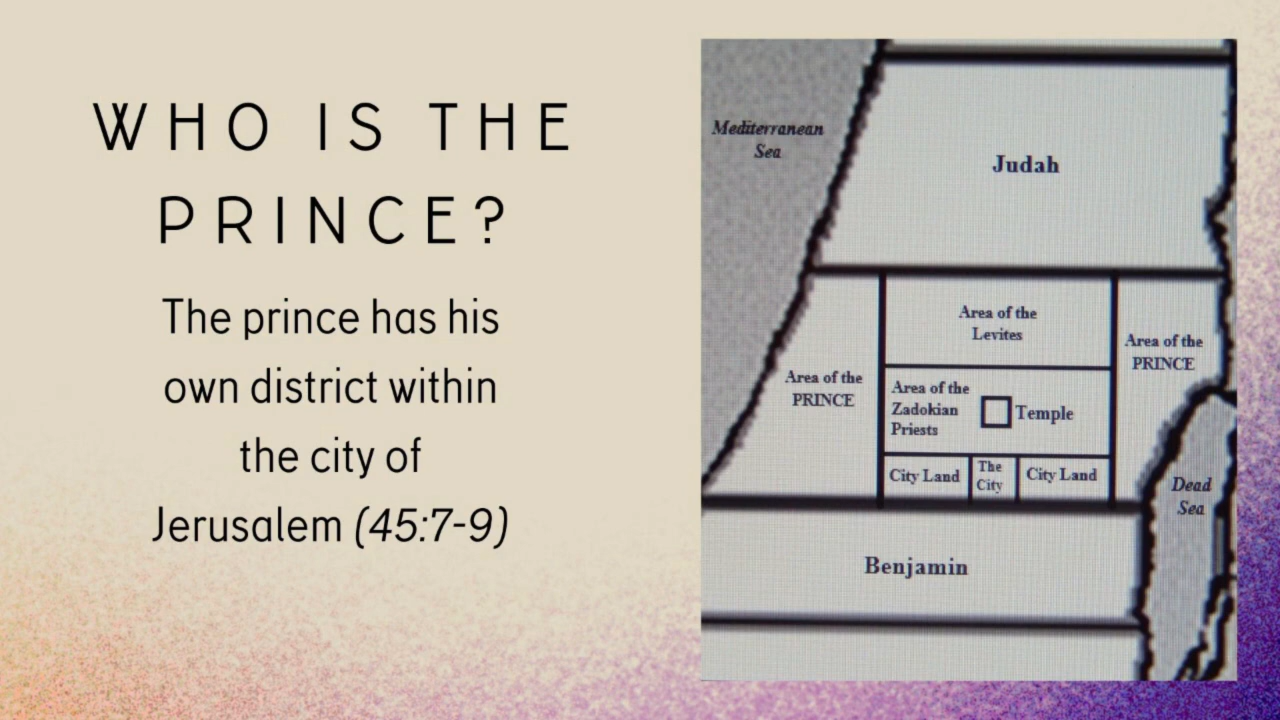 WHO IS THE
PRINCE?
The prince has his
own district within
the city of
Jerusalem (45:7-9)
Mediterranean
Sea
Judah
Area of the
Levites
Area of the
PRINCE
Area of the
PRINCE
Area of the
Zadokian
Priests
Temple
City Land
The
City
City Land
Dead
Sea
Benjamin